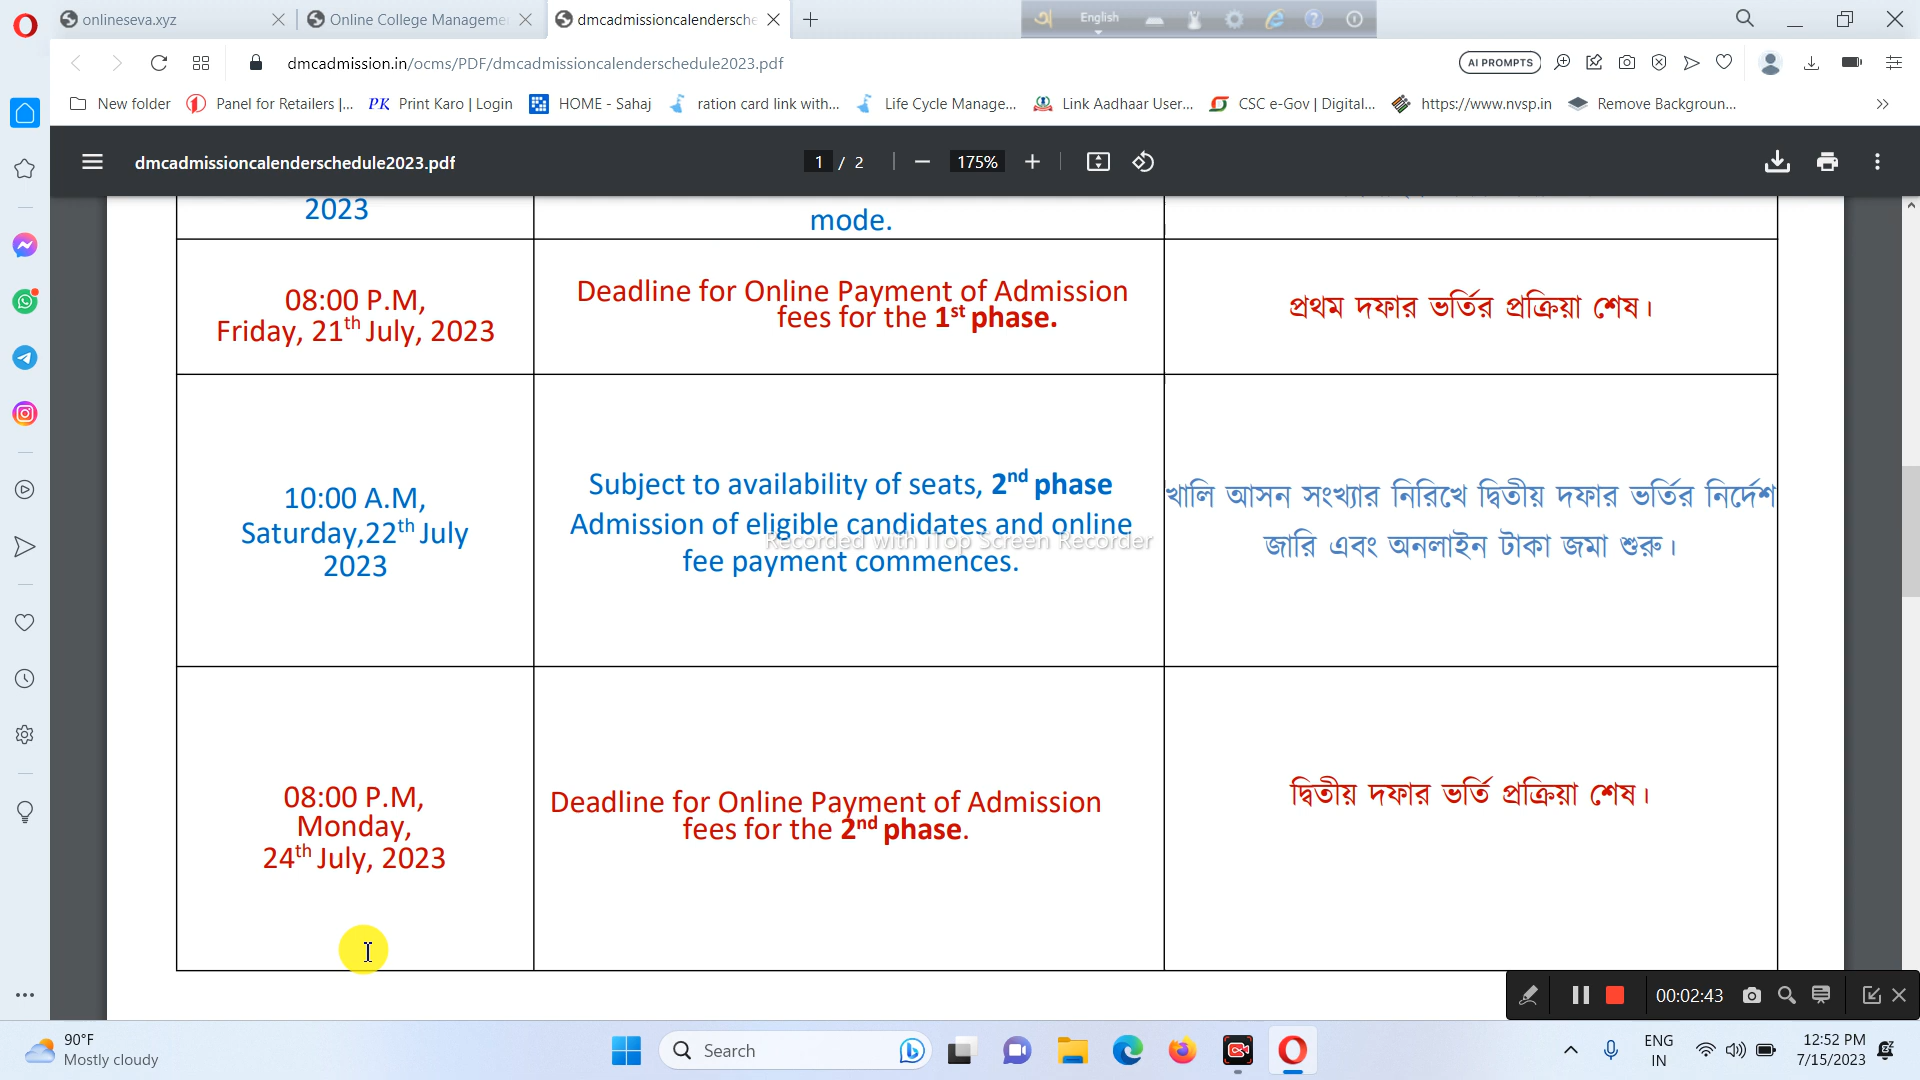 onlineseva.xyz
Online College Manageme
dmcadmissioncalendersche
অ English
dmcadmission.in/ocms/PDF/dmcadmissioncalenderschedule2023.pdf
AI PROMPTS
New folder
Panel for Retailers |...
PK Print Karo | Login
HOME - Sahaj
ration card link with...
Life Cycle Manage...
Link Aadhaar User...
CSC e-Gov | Digital...
https://www.nvsp.in
Remove Backgroun...
dmcadmissioncalenderschedule2023.pdf
1 / 2
175%
2023
mode.
08:00 P.M,
Friday, 21th July, 2023
Deadline for Online Payment of Admission
fees for the 1st phase.
প্রথম দফার ভর্তির প্রক্রিয়া শেষ।
10:00 A.M,
Saturday,22th July
2023
Subject to availability of seats, 2nd phase
Admission of eligible candidates and online
fee payment commences.
খালি আসন সংখ্যার নিরিখে দ্বিতীয় দফার ভর্তির নির্দেশ
জারি এবং অনলাইন টাকা জমা শুরু।
Recorded with iTop Screen Recorder
08:00 P.M,
Monday,
24th July, 2023
Deadline for Online Payment of Admission
fees for the 2nd phase.
দ্বিতীয় দফার ভর্তি প্রক্রিয়া শেষ।
00:02:43
90°F
Mostly cloudy
Search
ENG
IN
12:52 PM
7/15/2023